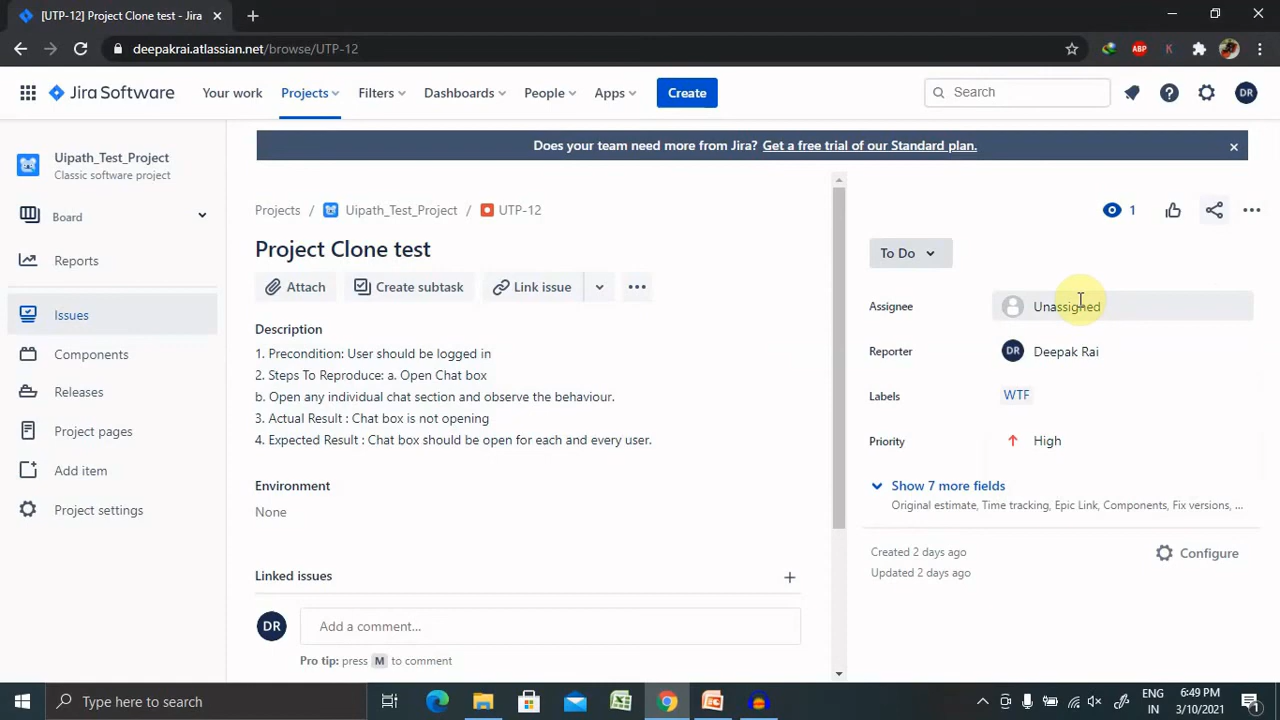 [UTP-12] Project Clone test - Jira
deepakrai.atlassian.net/browse/UTP-12
ABP
K
Jira Software
Your work
Projects
Filters
Dashboards
People
Apps
Create
Search
DR
Uipath_Test_Project
Classic software project
Board
Reports
Issues
Components
Releases
Project pages
Add item
Project settings
Does your team need more from Jira? Get a free trial of our Standard plan.
Projects / Uipath_Test_Project / UTP-12
1
Project Clone test
Attach
Create subtask
Link issue
Description
1. Precondition: User should be logged in
2. Steps To Reproduce: a. Open Chat box
b. Open any individual chat section and observe the behaviour.
3. Actual Result : Chat box is not opening
4. Expected Result : Chat box should be open for each and every user.
Environment
None
Linked issues
DR
Add a comment...
Pro tip: press M to comment
To Do
Assignee
Unassigned
Reporter
DR
Deepak Rai
Labels
WTF
Priority
High
Show 7 more fields
Original estimate, Time tracking, Epic Link, Components, Fix versions, ...
Created 2 days ago
Updated 2 days ago
Configure
Type here to search
ENG
IN
6:49 PM
3/10/2021
1